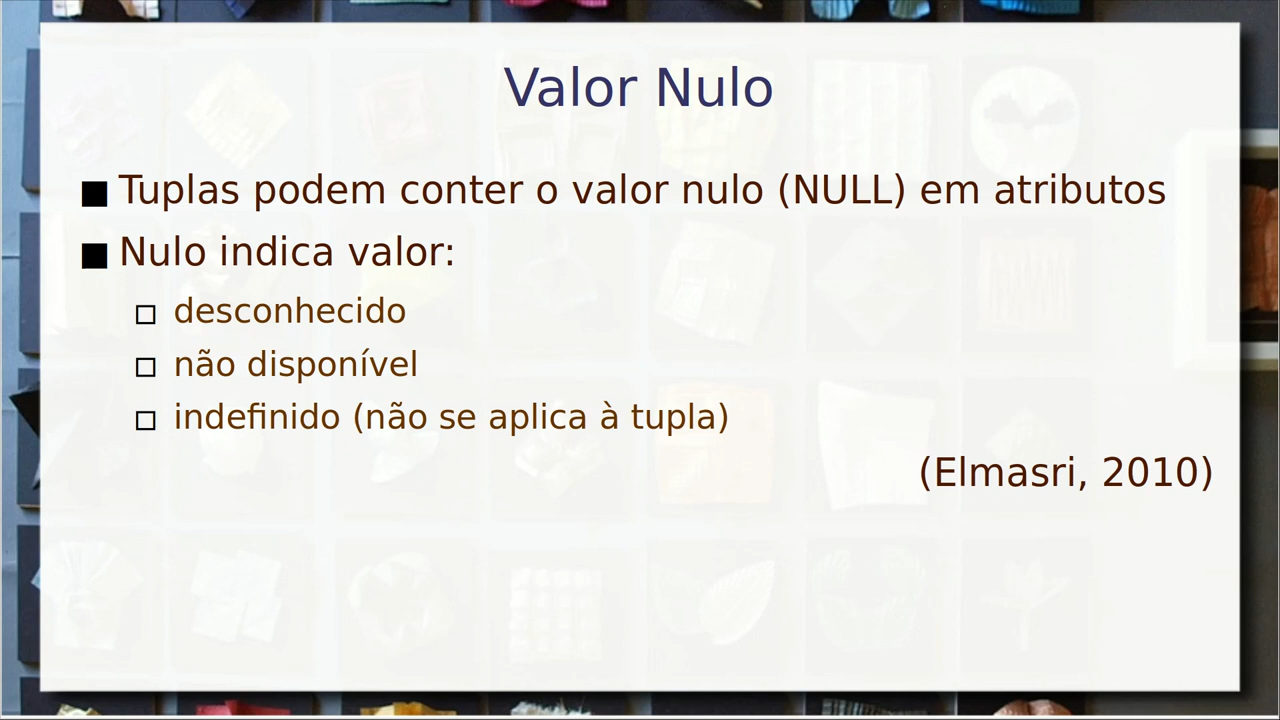 Valor Nulo
■ Tuplas podem conter o valor nulo (NULL) em atributos
■ Nulo indica valor:
□ desconhecido
□ não disponível
□ indefinido (não se aplica à tupla)
(Elmasri, 2010)